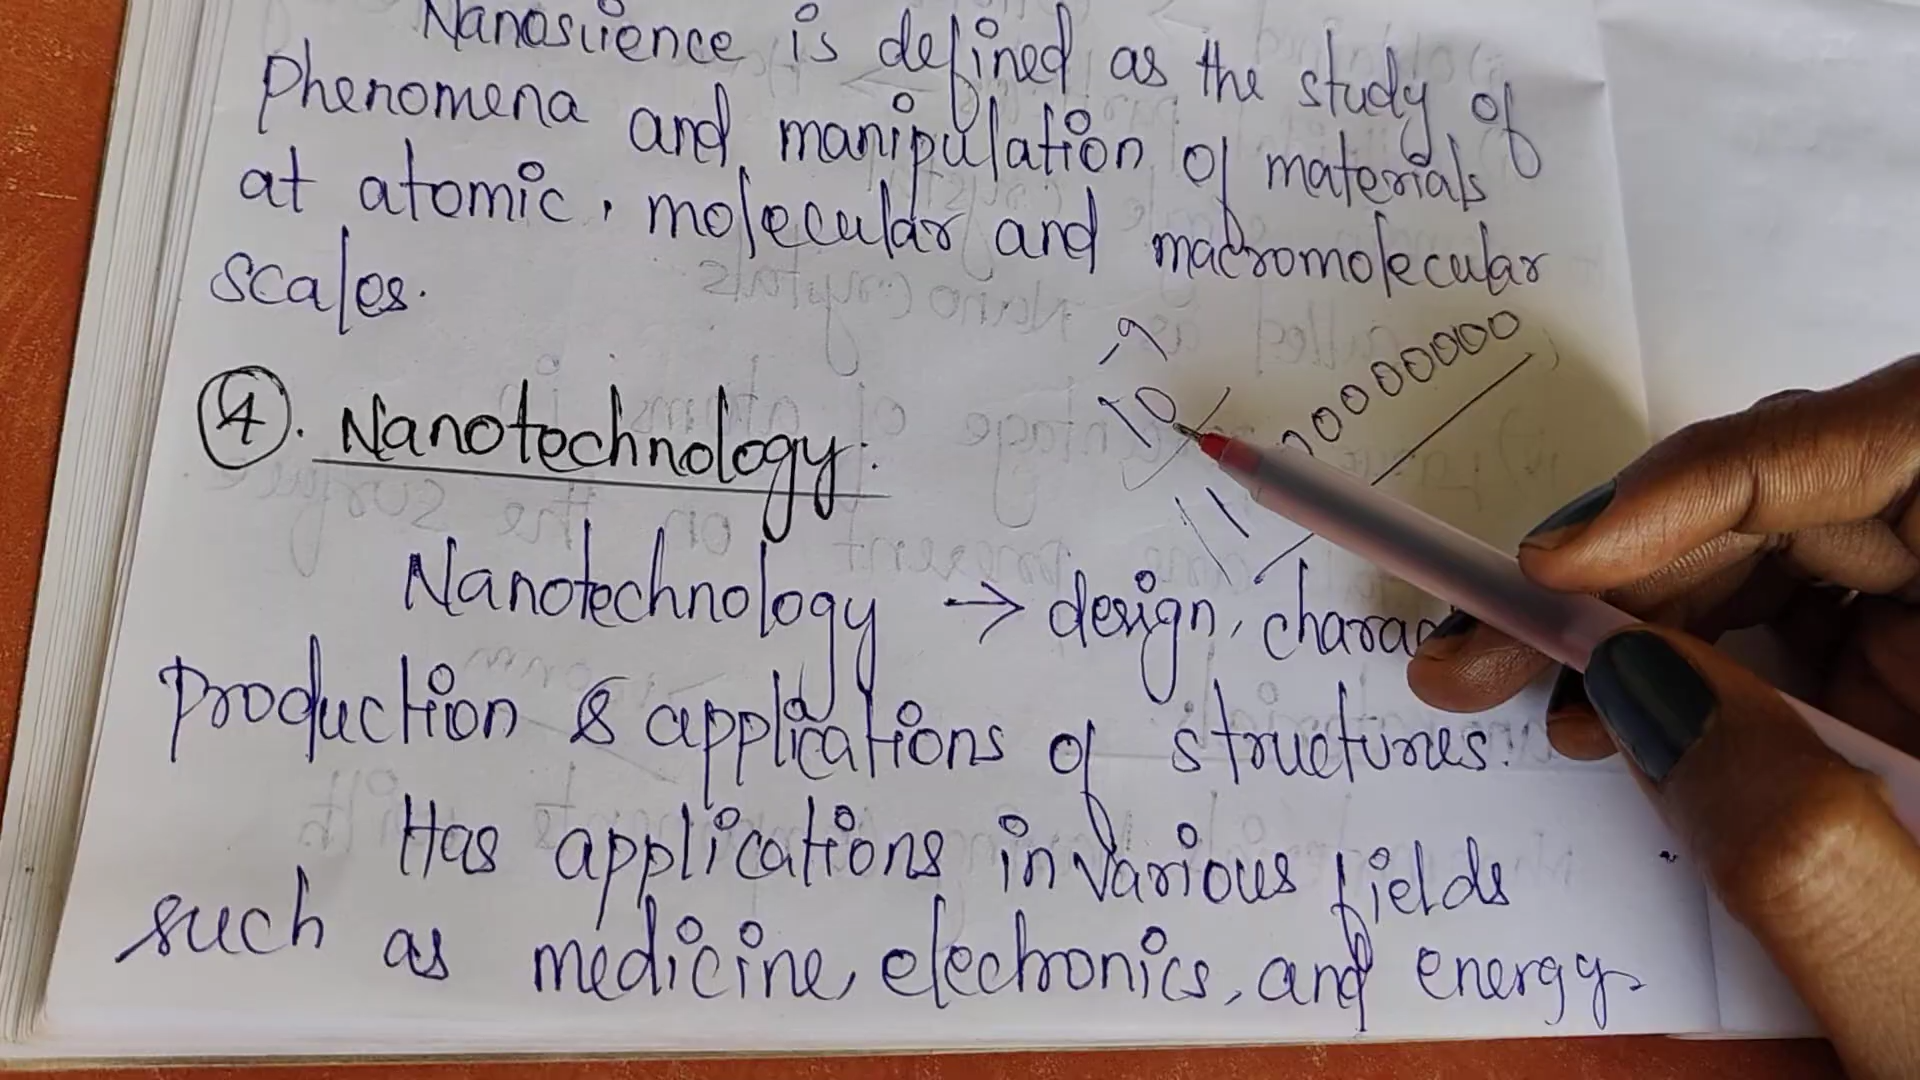 Nanoscience is defined as the study of
phenomena and manipulation of materials
at atomic, molecular and macromolecular
scales.
10-9
00000000
4. Nanotechnology:
Nanotechnology → design, charac
production & applications of structures.
Has applications in various fields
such as medicine, electronics, and energy.